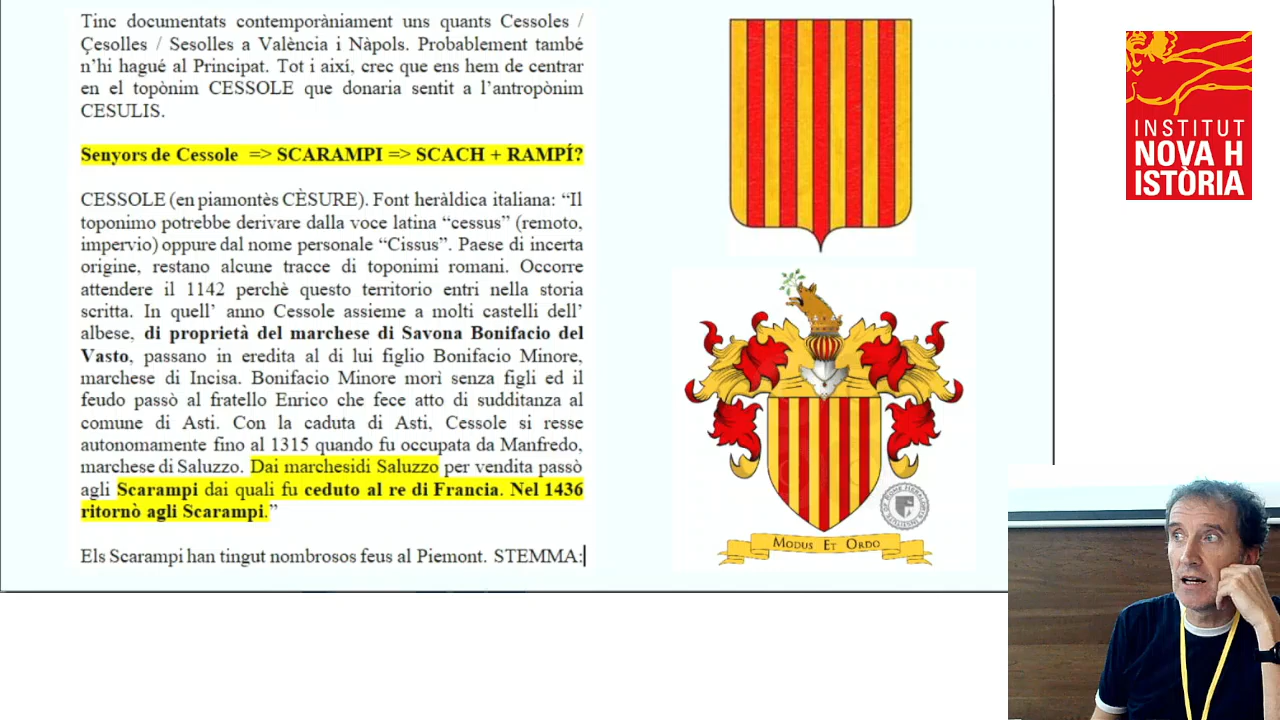 Tinc documentats contemporàniament uns quants Cessoles /
Çesolles / Sesolles a València i Nàpols. Probablement també
n'hi hagué al Principat. Tot i així, crec que ens hem de centrar
en el topònim CESSOLE que donaria sentit a l'antropònim
CESULIS.
Senyors de Cessole => SCARAMPI => SCACH + RAMPÍ?
CESSOLE (en piamontès CÈSURE). Font heràldica italiana: “Il
toponimo potrebbe derivare dalla voce latina “cessus” (remoto,
impervio) oppure dal nome personale “Cissus”. Paese di incerta
origine, restano alcune tracce di toponimi romani. Occorre
attendere il 1142 perchè questo territorio entri nella storia
scritta. In quell’ anno Cessole assieme a molti castelli dell’
albese, di proprietà del marchese di Savona Bonifacio del
Vasto, passano in eredita al di lui figlio Bonifacio Minore,
marchese di Incisa. Bonifacio Minore morì senza figli ed il
feudo passò al fratello Enrico che fece atto di sudditanza al
comune di Asti. Con la caduta di Asti, Cessole si resse
autonomamente fino al 1315 quando fu occupata da Manfredo,
marchese di Saluzzo. Dai marchesidi Saluzzo per vendita passò
agli Scarampi dai quali fu ceduto al re di Francia. Nel 1436
ritornò agli Scarampi.”
Els Scarampi han tingut nombrosos feus al Piemont. STEMMA:
MODUS ET ORDO
INSTITUT
NOVA H
ISTÒRIA